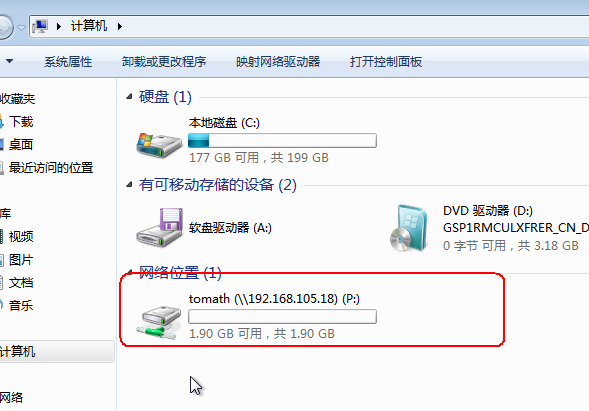 计算机
系统属性 卸载或更改程序 映射网络驱动器 打开控制面板
收藏夹
下载
桌面
最近访问的位置
库
视频
图片
文档
音乐
计算机
网络
硬盘 (1)
本地磁盘 (C:)
177 GB 可用，共 199 GB
有可移动存储的设备 (2)
软盘驱动器 (A:)
DVD 驱动器 (D:)
GSP1RMCULXFRER_CN_D
0 字节 可用，共 3.18 GB
网络位置 (1)
tomath (\\192.168.105.18) (P:)
1.90 GB 可用，共 1.90 GB